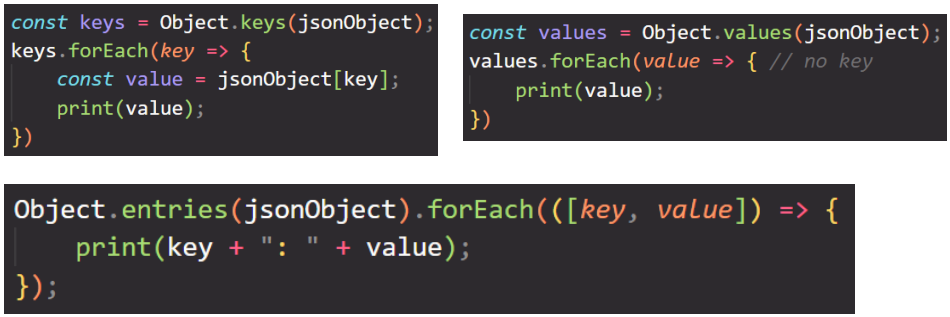 const keys = Object.keys(jsonObject);
keys.forEach(key => {
    const value = jsonObject[key];
    print(value);
})
const values = Object.values(jsonObject);
values.forEach(value => { // no key
    print(value);
})
Object.entries(jsonObject).forEach(([key, value]) => {
    print(key + ": " + value);
});